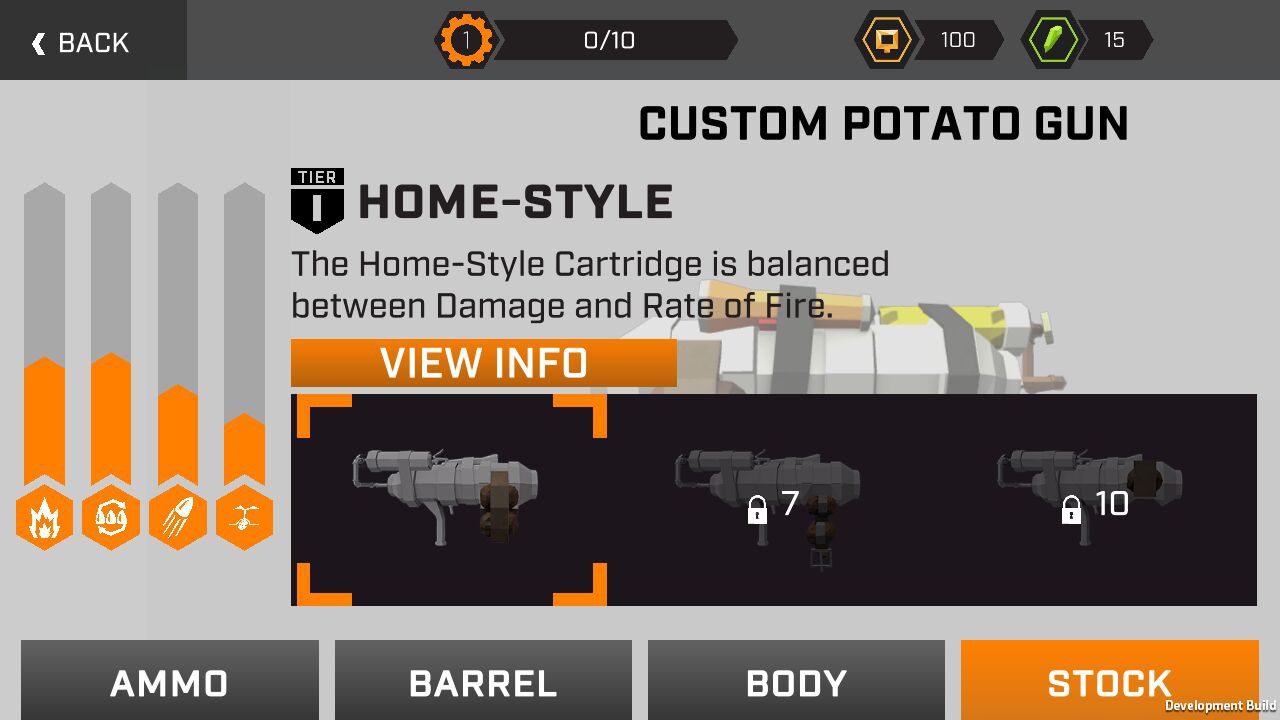 BACK
1
0/10
100
15
CUSTOM POTATO GUN
TIER
I
HOME-STYLE
The Home-Style Cartridge is balanced
between Damage and Rate of Fire.
VIEW INFO
7
10
AMMO
BARREL
BODY
STOCK
Development Build